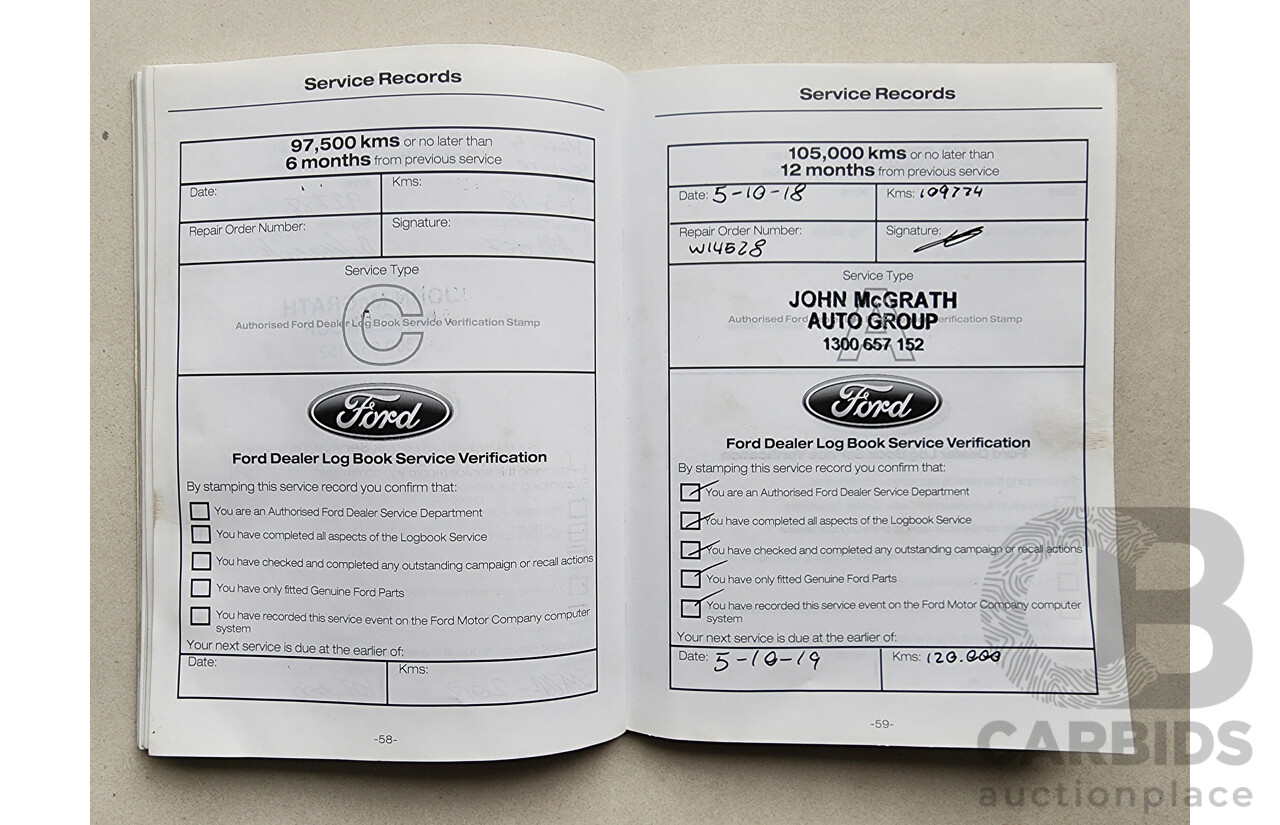 Service Records
97,500 kms or no later than
6 months from previous service
Date:
Kms:
Repair Order Number:
Signature:
Service Type
C
Authorised Ford Dealer Log Book Service Verification Stamp
Ford
Ford Dealer Log Book Service Verification
By stamping this service record you confirm that:
You are an Authorised Ford Dealer Service Department
You have completed all aspects of the Logbook Service
You have checked and completed any outstanding campaign or recall actions
You have only fitted Genuine Ford Parts
You have recorded this service event on the Ford Motor Company computer
system
Your next service is due at the earlier of:
Date:
Kms:
-58-
Service Records
105,000 kms or no later than
12 months from previous service
Date: 5-10-18
Kms:
Repair Order Number:
W14528
Signature:
Service Type
A
JOHN McGRATH
Authorised Ford erification Stamp
AUTO GROUP
1300 657 152
Ford
Ford Dealer Log Book Service Verification
By stamping this service record you confirm that:
You are an Authorised Ford Dealer Service Department
You have completed all aspects of the Logbook Service
You have checked and completed any outstanding campaign or recall actions
You have only fitted Genuine Ford Parts
You have recorded this service event on the Ford Motor Company computer
system
Your next service is due at the earlier of:
Date: 5-10-19
Kms: 120.000
-59-
CB
CARBIDS
auctionplace